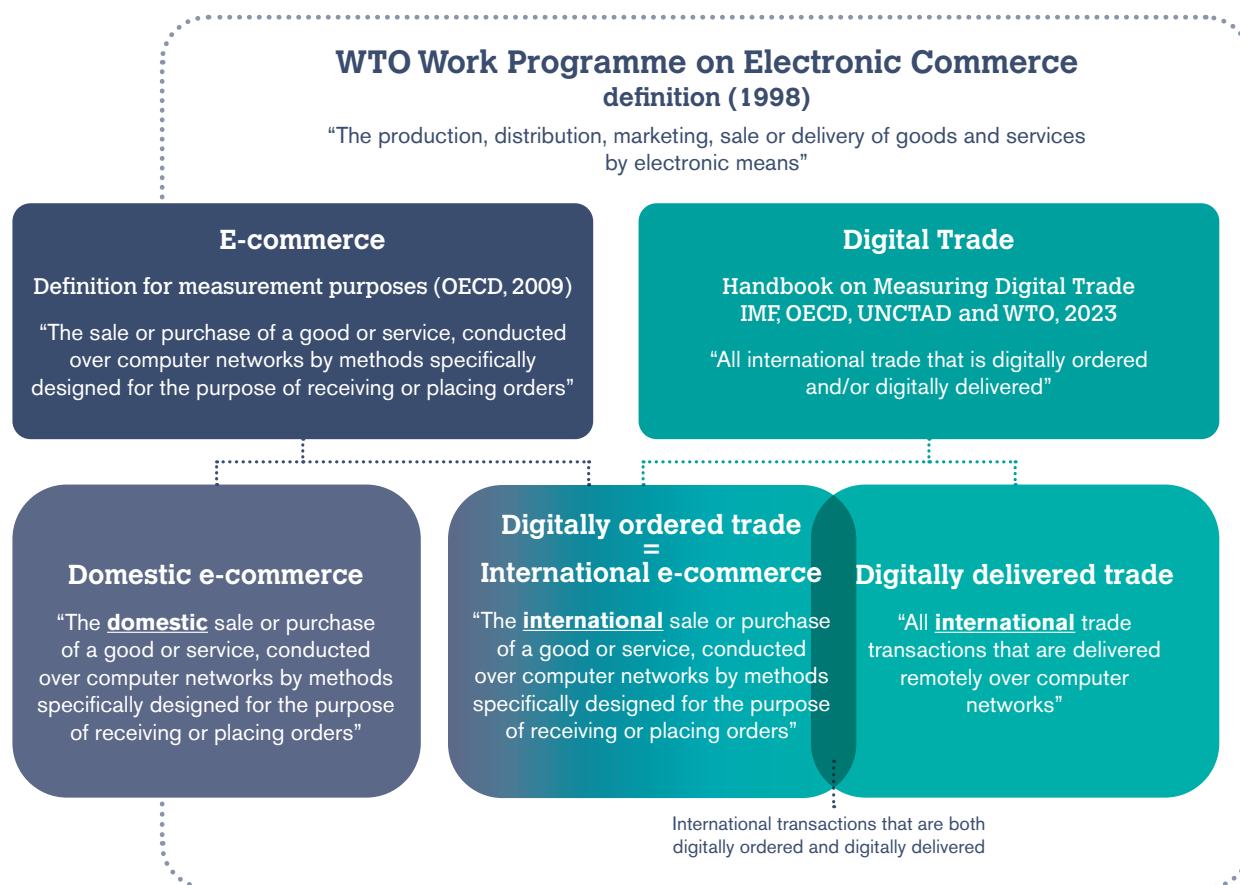 WTO Work Programme on Electronic Commerce
definition (1998)
“The production, distribution, marketing, sale or delivery of goods and services
by electronic means”
E-commerce
Definition for measurement purposes (OECD, 2009)
“The sale or purchase of a good or service, conducted
over computer networks by methods specifically
designed for the purpose of receiving or placing orders”
Digital Trade
Handbook on Measuring Digital Trade
IMF, OECD, UNCTAD and WTO, 2023
“All international trade that is digitally ordered
and/or digitally delivered”
Domestic e-commerce
“The domestic sale or purchase
of a good or service, conducted
over computer networks by methods
specifically designed for the purpose
of receiving or placing orders”
Digitally ordered trade
=
International e-commerce
“The international sale or purchase
of a good or service, conducted
over computer networks by methods
specifically designed for the purpose
of receiving or placing orders”
Digitally delivered trade
“All international trade
transactions that are delivered
remotely over computer
networks”
International transactions that are both
digitally ordered and digitally delivered